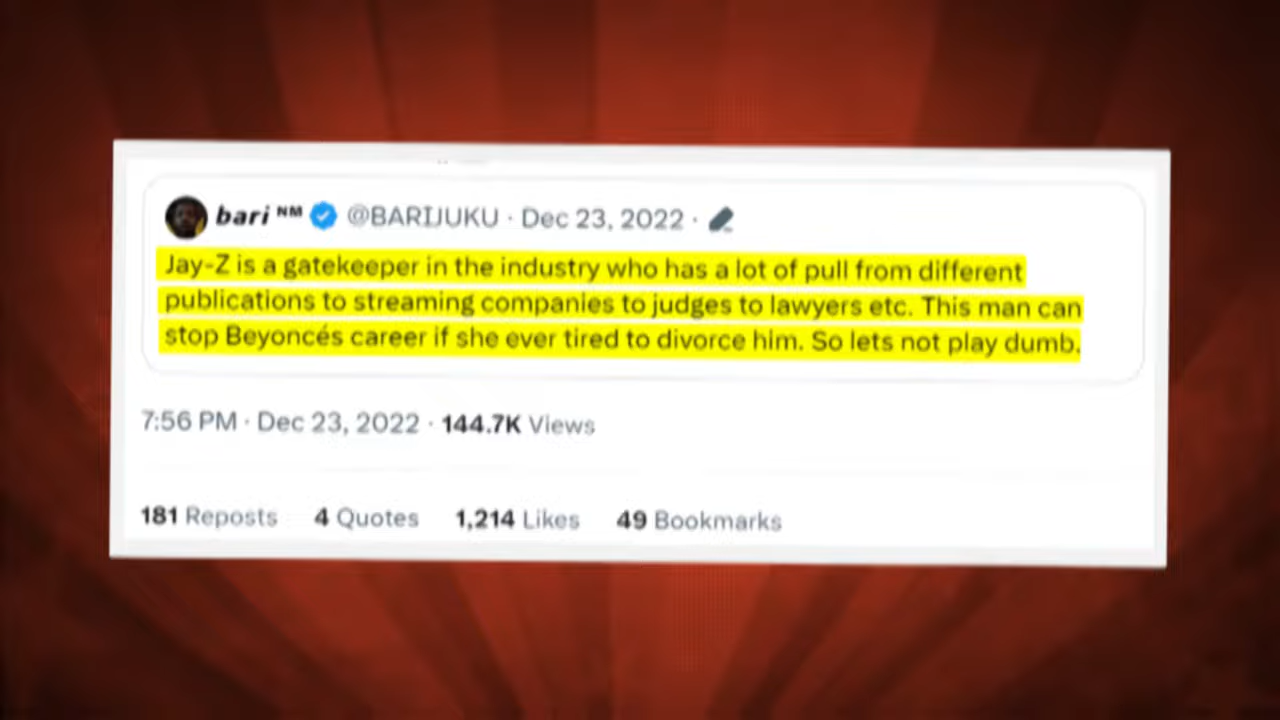 bari ᴺᴹ @BARIJUKU · Dec 23, 2022 ·
Jay-Z is a gatekeeper in the industry who has a lot of pull from different
publications to streaming companies to judges to lawyers etc. This man can
stop Beyoncés career if she ever tired to divorce him. So lets not play dumb.
7:56 PM · Dec 23, 2022 · 144.7K Views
181 Reposts 4 Quotes 1,214 Likes 49 Bookmarks